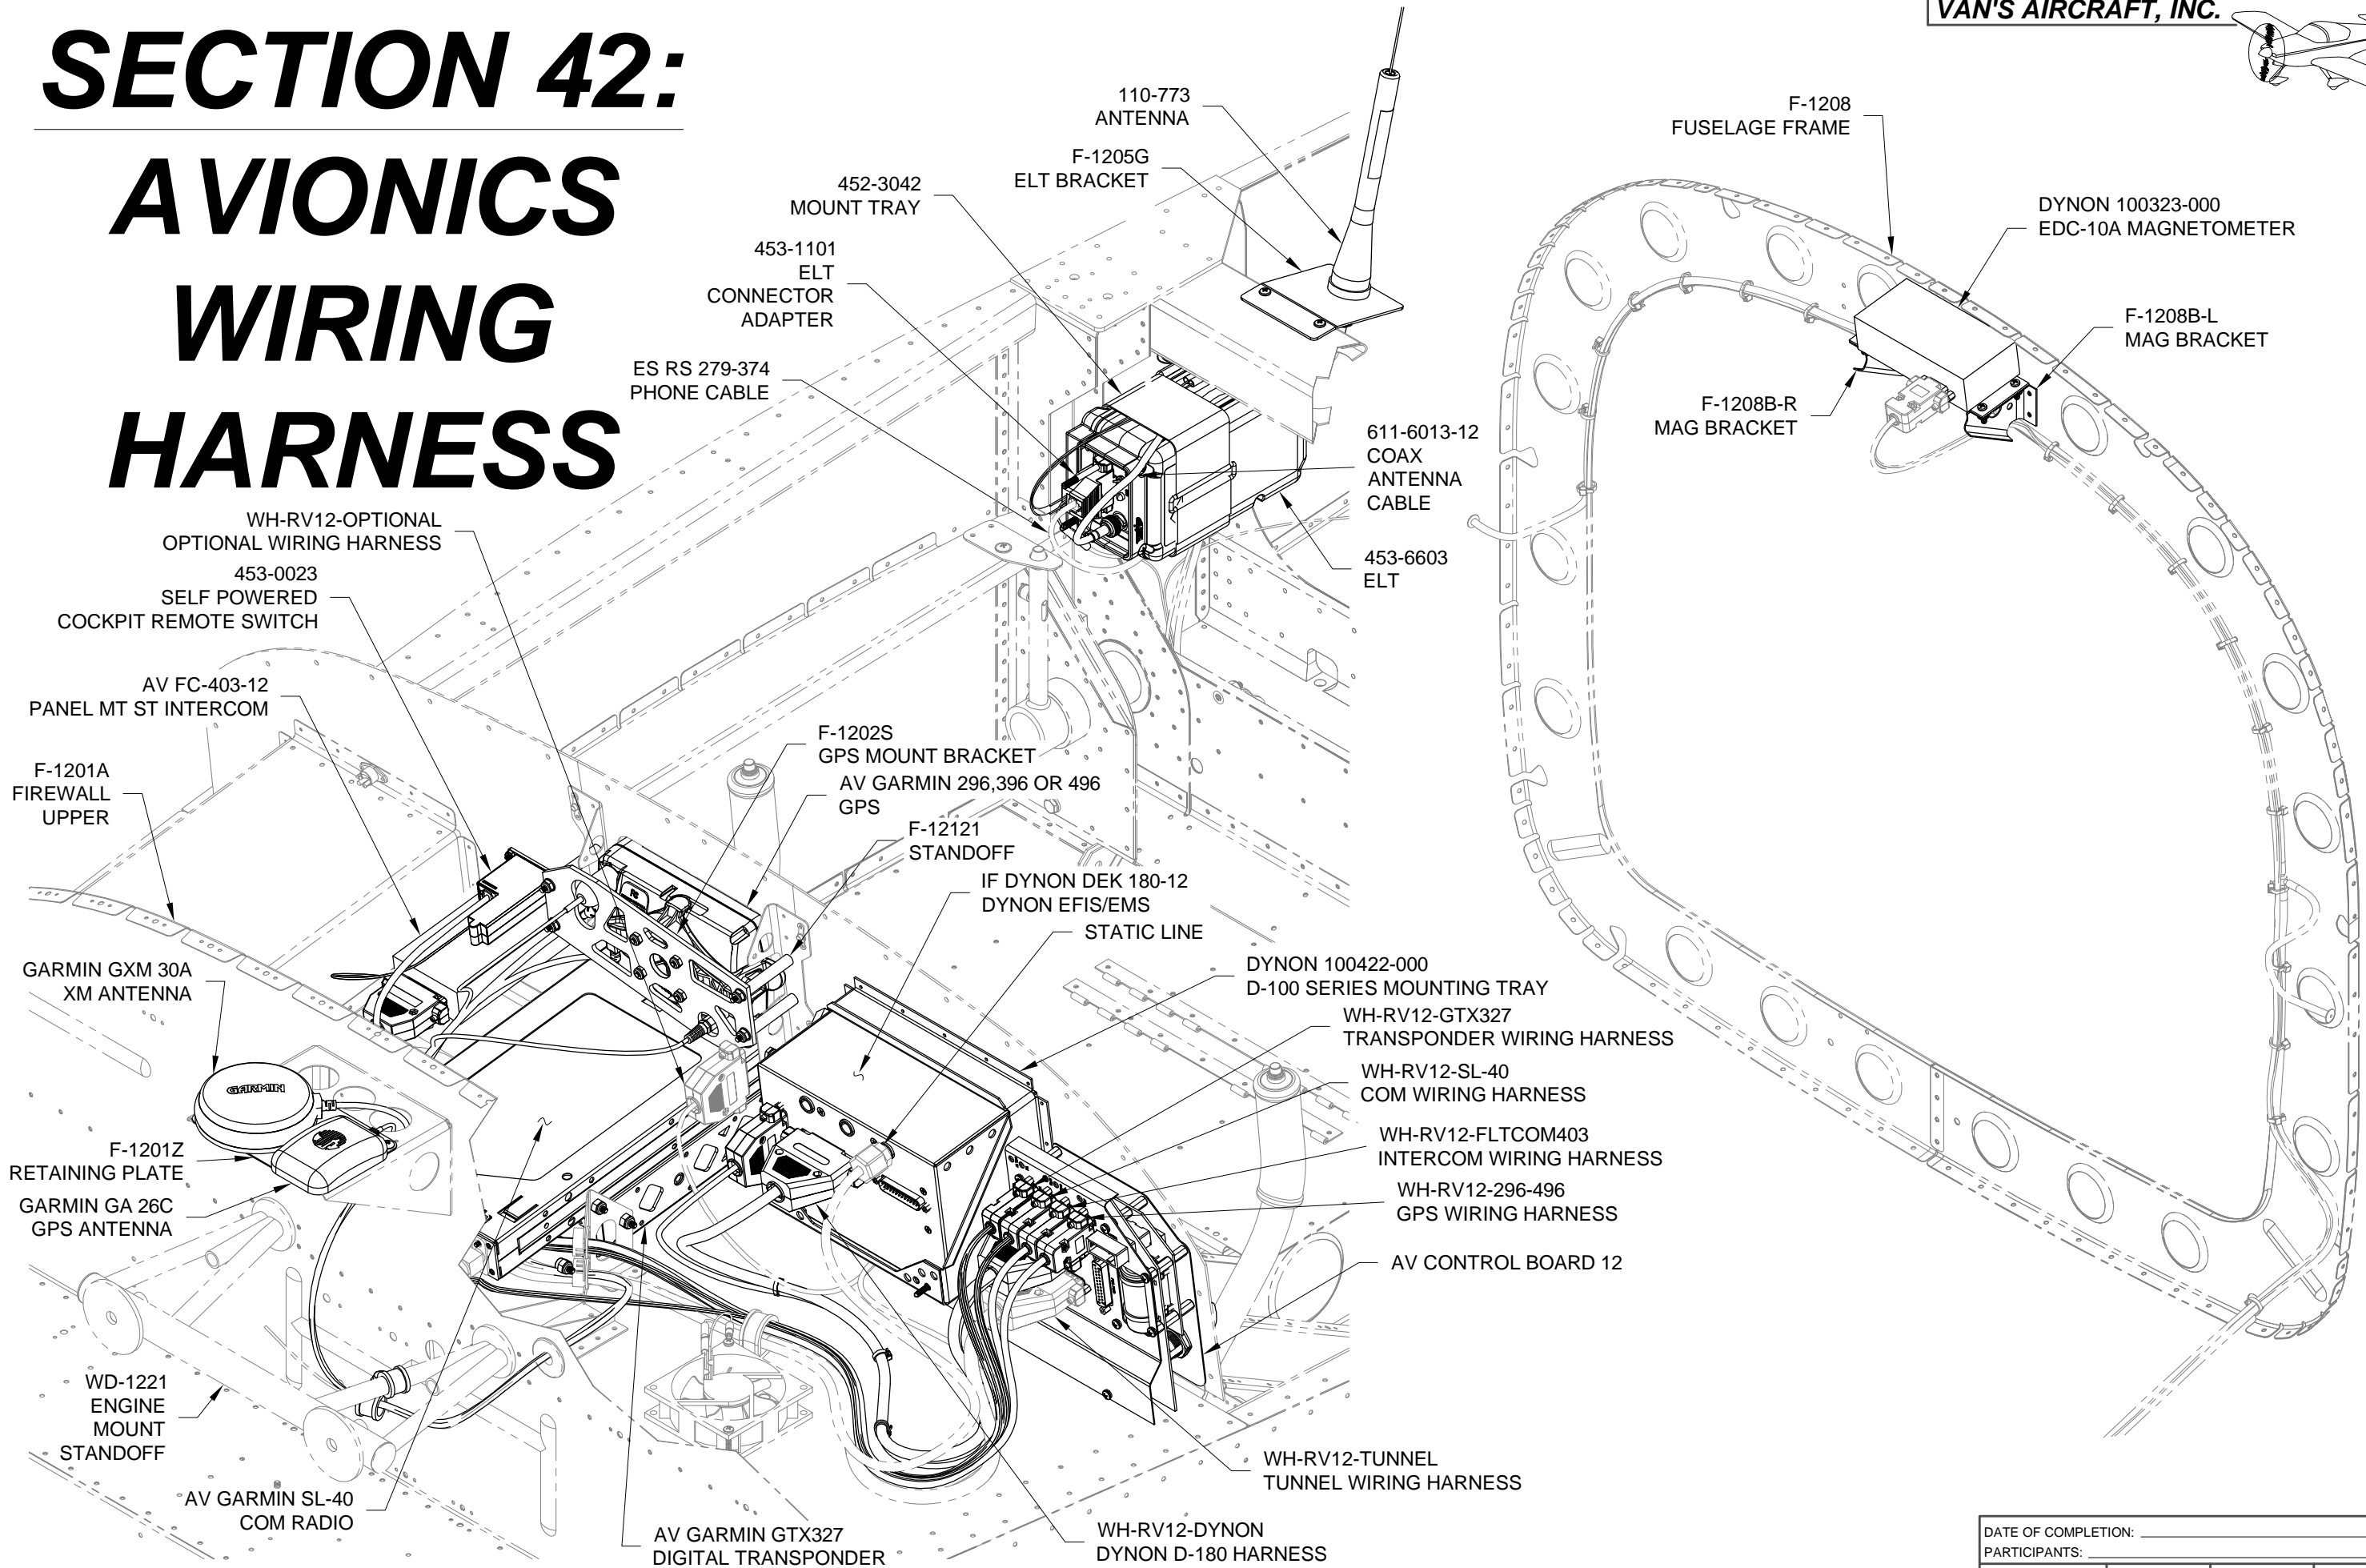 SECTION 42:
AVIONICS
WIRING
HARNESS
VAN'S AIRCRAFT, INC.
110-773
ANTENNA
F-1205G
ELT BRACKET
452-3042
MOUNT TRAY
453-1101
ELT
CONNECTOR
ADAPTER
ES RS 279-374
PHONE CABLE
611-6013-12
COAX
ANTENNA
CABLE
453-6603
ELT
F-1208
FUSELAGE FRAME
DYNON 100323-000
EDC-10A MAGNETOMETER
F-1208B-L
MAG BRACKET
F-1208B-R
MAG BRACKET
WH-RV12-OPTIONAL
OPTIONAL WIRING HARNESS
453-0023
SELF POWERED
COCKPIT REMOTE SWITCH
AV FC-403-12
PANEL MT ST INTERCOM
F-1201A
FIREWALL
UPPER
F-1202S
GPS MOUNT BRACKET
AV GARMIN 296,396 OR 496
GPS
F-12121
STANDOFF
IF DYNON DEK 180-12
DYNON EFIS/EMS
STATIC LINE
DYNON 100422-000
D-100 SERIES MOUNTING TRAY
WH-RV12-GTX327
TRANSPONDER WIRING HARNESS
WH-RV12-SL-40
COM WIRING HARNESS
WH-RV12-FLTCOM403
INTERCOM WIRING HARNESS
WH-RV12-296-496
GPS WIRING HARNESS
AV CONTROL BOARD 12
GARMIN GXM 30A
XM ANTENNA
GARMIN
F-1201Z
RETAINING PLATE
GARMIN GA 26C
GPS ANTENNA
WD-1221
ENGINE
MOUNT
STANDOFF
AV GARMIN SL-40
COM RADIO
AV GARMIN GTX327
DIGITAL TRANSPONDER
WH-RV12-DYNON
DYNON D-180 HARNESS
WH-RV12-TUNNEL
TUNNEL WIRING HARNESS
DATE OF COMPLETION:
PARTICIPANTS: